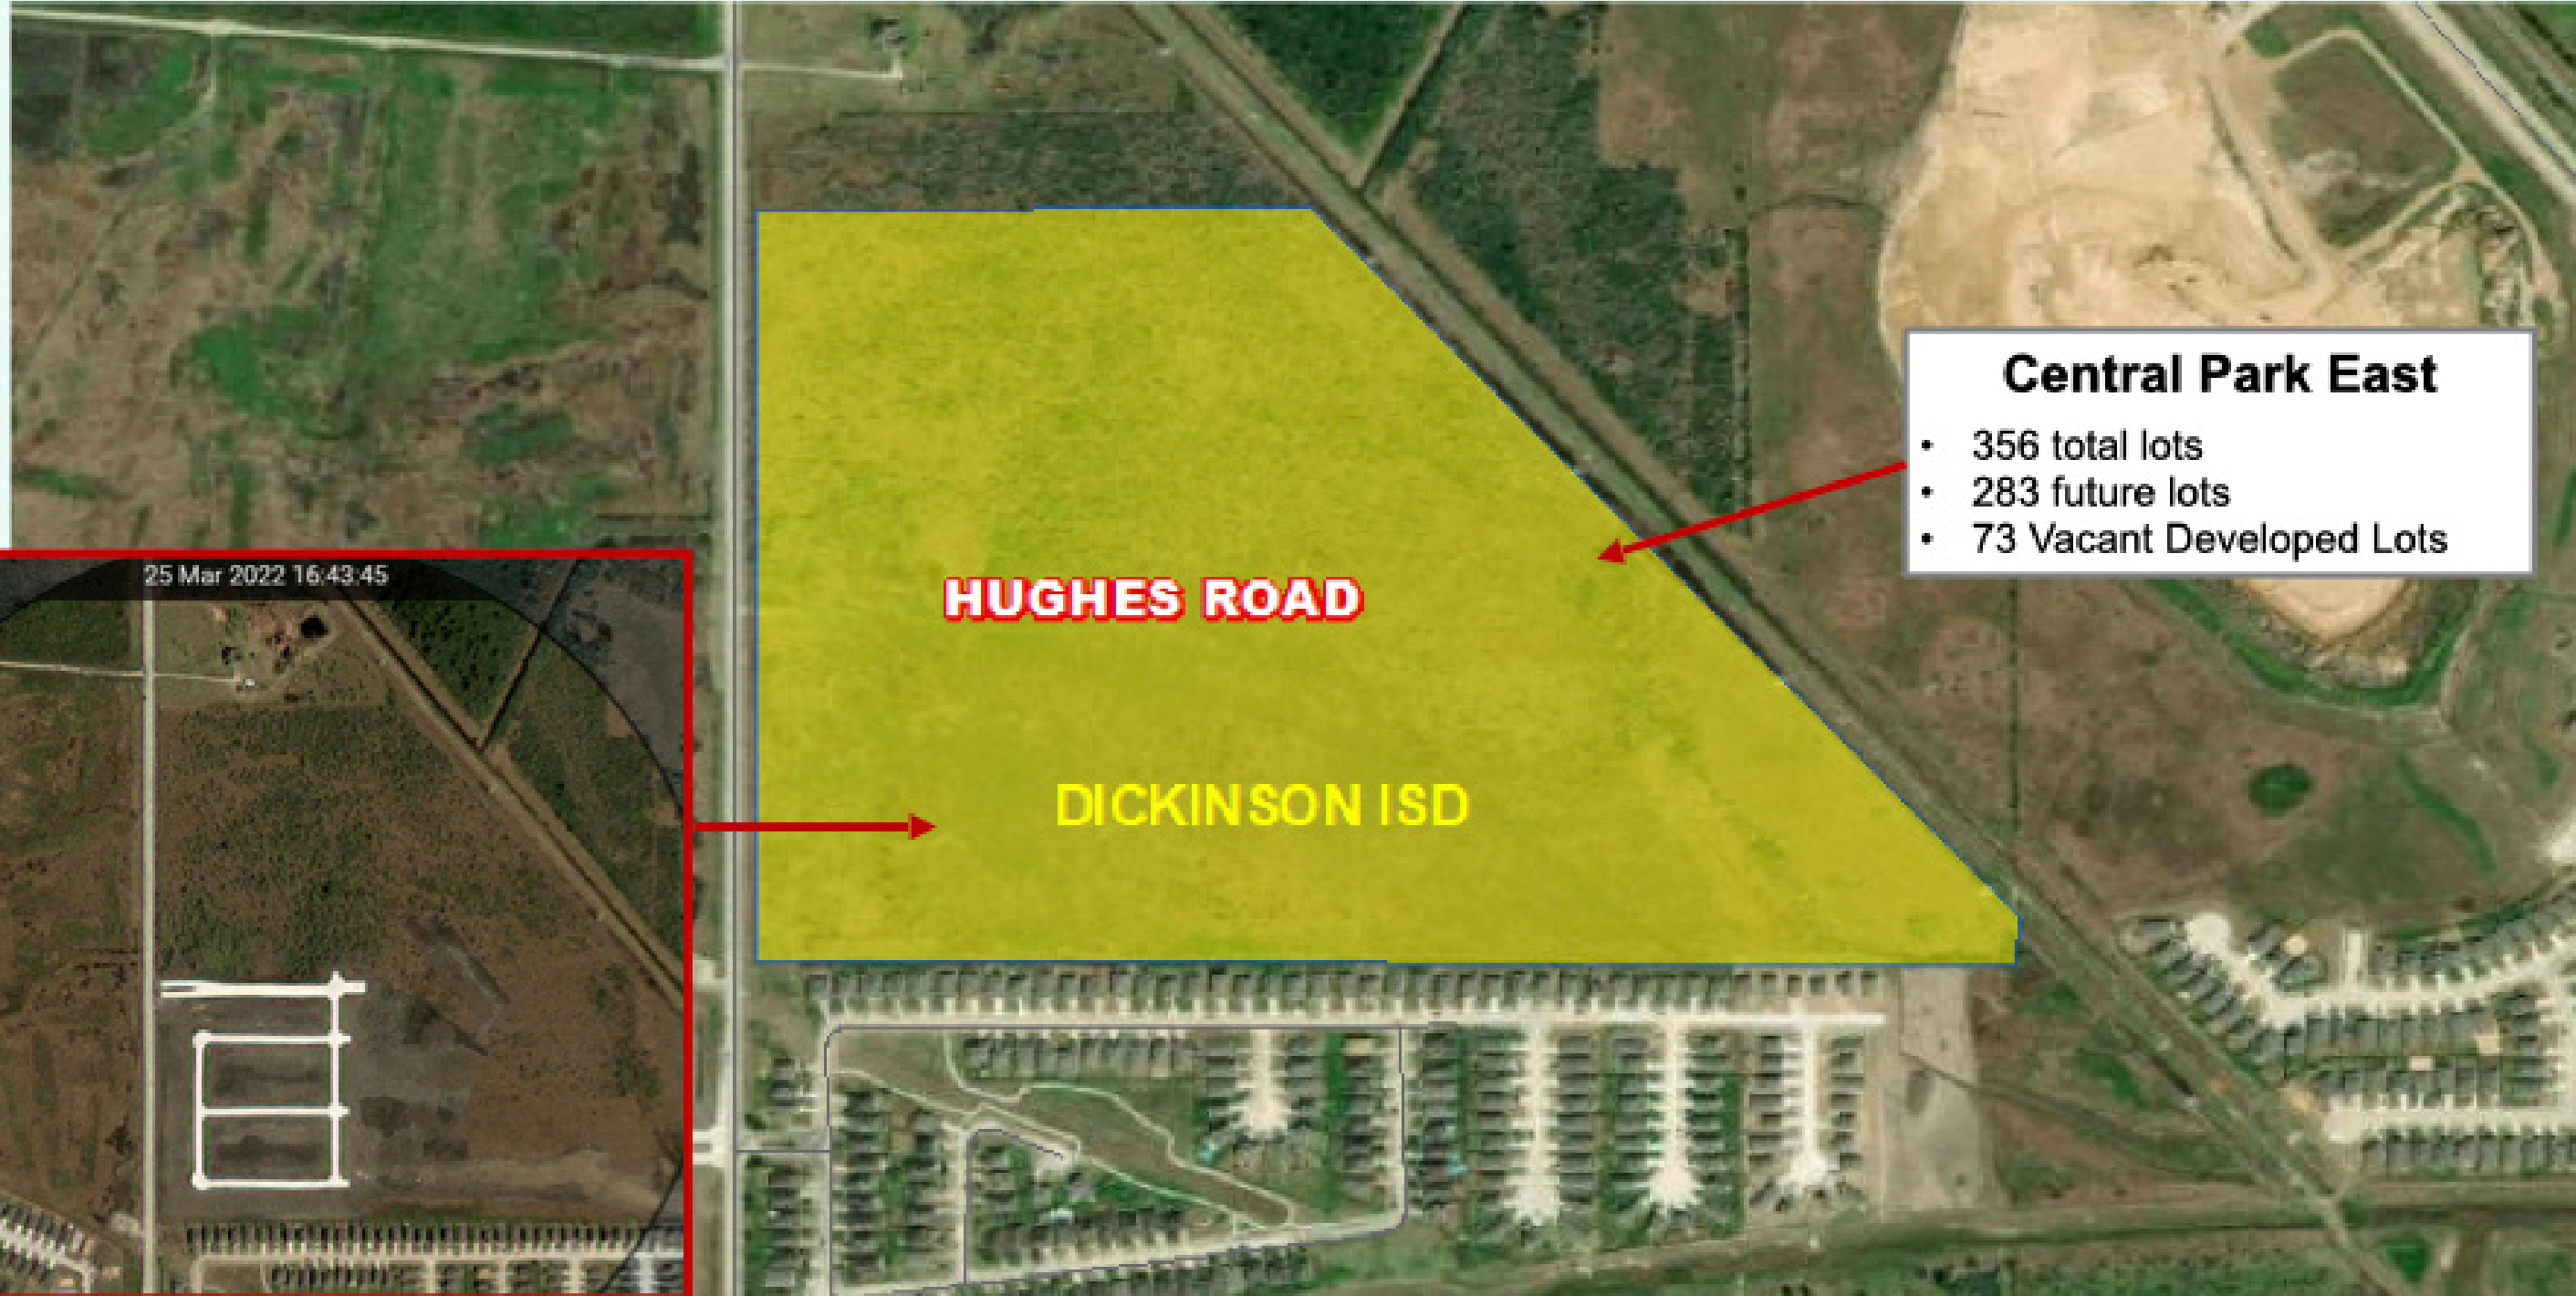 Central Park East
• 356 total lots
• 283 future lots
• 73 Vacant Developed Lots
25 Mar 2022 16:43:45
HUGHES ROAD
DICKINSON ISD